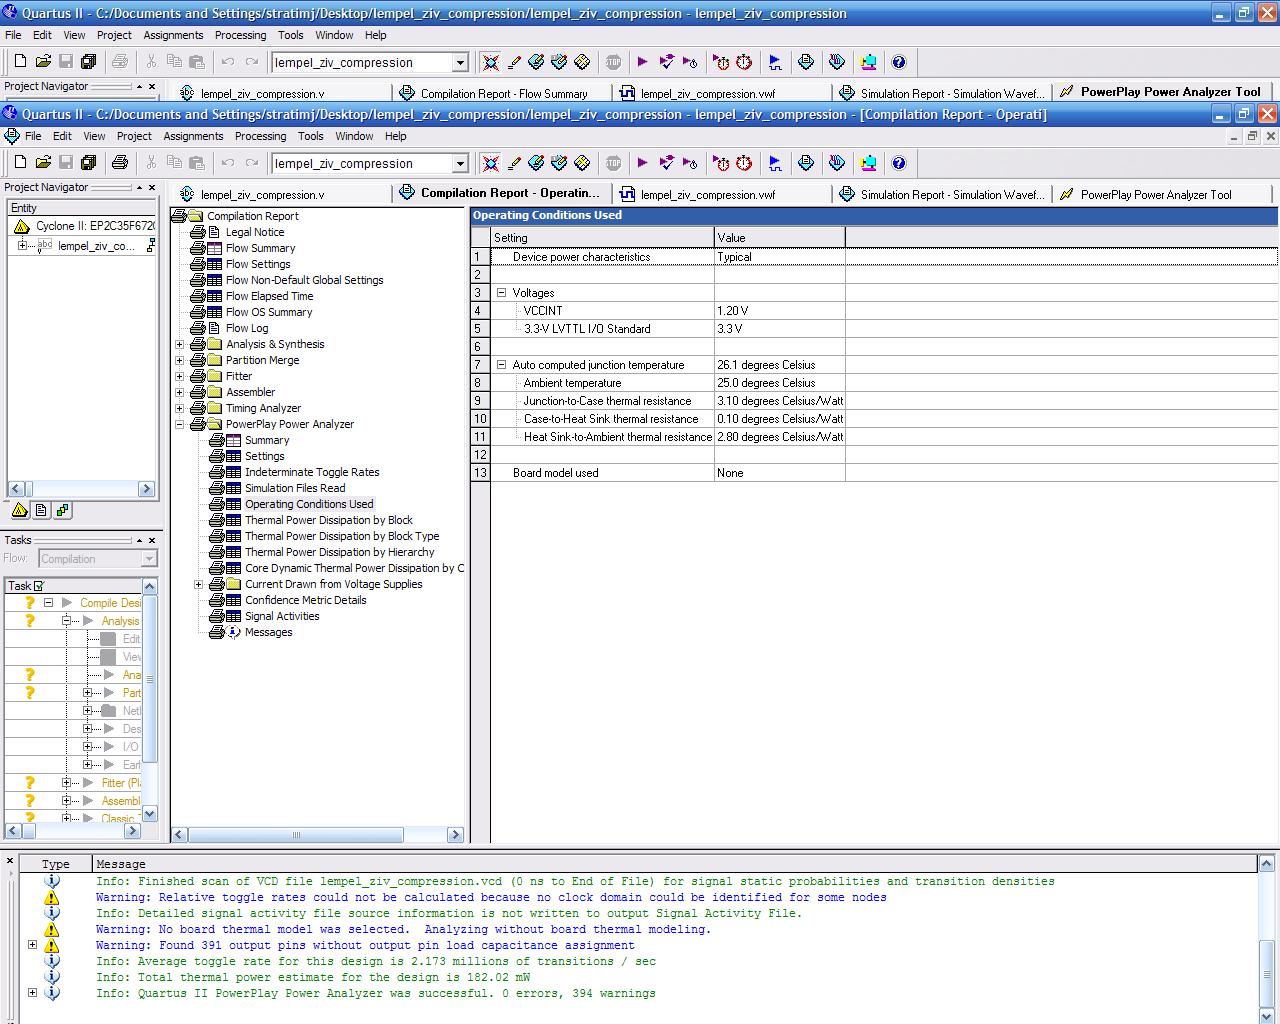 Quartus II - C:/Documents and Settings/stratimj/Desktop/lempel_ziv_compression/lempel_ziv_compression - lempel_ziv_compression
File Edit View Project Assignments Processing Tools Window Help
lempel_ziv_compression
Project Navigator
lempel_ziv_compression.v
Compilation Report - Flow Summary
lempel_ziv_compression.vwf
Simulation Report - Simulation Wavef...
PowerPlay Power Analyzer Tool
Quartus II - C:/Documents and Settings/stratimj/Desktop/lempel_ziv_compression/lempel_ziv_compression - lempel_ziv_compression - [Compilation Report - Operati]
File Edit View Project Assignments Processing Tools Window Help
lempel_ziv_compression
Project Navigator
lempel_ziv_compression.v
Compilation Report - Operatin...
lempel_ziv_compression.vwf
Simulation Report - Simulation Wavef...
PowerPlay Power Analyzer Tool
Entity
Cyclone II: EP2C35F672C
lempel_ziv_co...
Tasks
Flow: Compilation
Task
Compile Desi
Analysis
Edit
View
Ana
Part
Netl
Des
I/O
Earl
Fitter (Pla
Assembl
Classic T
Compilation Report
Legal Notice
Flow Summary
Flow Settings
Flow Non-Default Global Settings
Flow Elapsed Time
Flow OS Summary
Flow Log
Analysis & Synthesis
Partition Merge
Fitter
Assembler
Timing Analyzer
PowerPlay Power Analyzer
Summary
Settings
Indeterminate Toggle Rates
Simulation Files Read
Operating Conditions Used
Thermal Power Dissipation by Block
Thermal Power Dissipation by Block Type
Thermal Power Dissipation by Hierarchy
Core Dynamic Thermal Power Dissipation by C
Current Drawn from Voltage Supplies
Confidence Metric Details
Signal Activities
Messages
Operating Conditions Used
Setting Value
1 Device power characteristics Typical
2
3 Voltages
4 VCCINT 1.20 V
5 3.3-V LVTTL I/O Standard 3.3 V
6
7 Auto computed junction temperature 26.1 degrees Celsius
8 Ambient temperature 25.0 degrees Celsius
9 Junction-to-Case thermal resistance 3.10 degrees Celsius/Watt
10 Case-to-Heat Sink thermal resistance 0.10 degrees Celsius/Watt
11 Heat Sink-to-Ambient thermal resistance 2.80 degrees Celsius/Watt
12
13 Board model used None
Type Message
Info: Finished scan of VCD file lempel_ziv_compression.vcd (0 ns to End of File) for signal static probabilities and transition densities
Warning: Relative toggle rates could not be calculated because no clock domain could be identified for some nodes
Info: Detailed signal activity file source information is not written to output Signal Activity File.
Warning: No board thermal model was selected.  Analyzing without board thermal modeling.
Warning: Found 391 output pins without output pin load capacitance assignment
Info: Average toggle rate for this design is 2.173 millions of transitions / sec
Info: Total thermal power estimate for the design is 182.02 mW
Info: Quartus II PowerPlay Power Analyzer was successful. 0 errors, 394 warnings